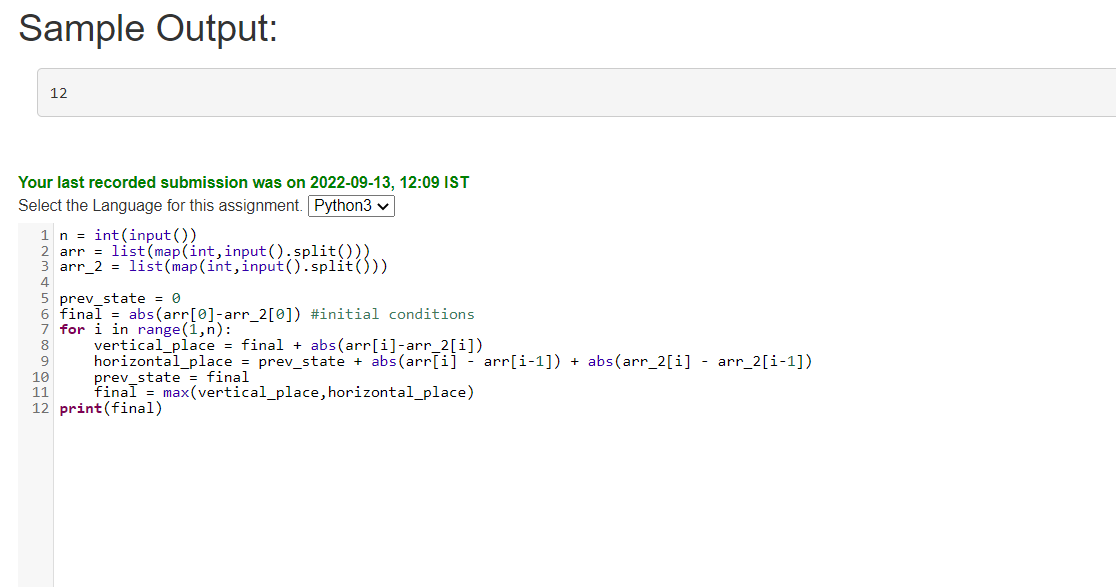 Sample Output:
12
Your last recorded submission was on 2022-09-13, 12:09 IST
Select the Language for this assignment. Python3
1 n = int(input())
2 arr = list(map(int,input().split()))
3 arr_2 = list(map(int,input().split()))
4
5 prev_state = 0
6 final = abs(arr[0]-arr_2[0]) #initial conditions
7 for i in range(1,n):
8     vertical_place = final + abs(arr[i]-arr_2[i])
9     horizontal_place = prev_state + abs(arr[i] - arr[i-1]) + abs(arr_2[i] - arr_2[i-1])
10     prev_state = final
11     final = max(vertical_place,horizontal_place)
12 print(final)